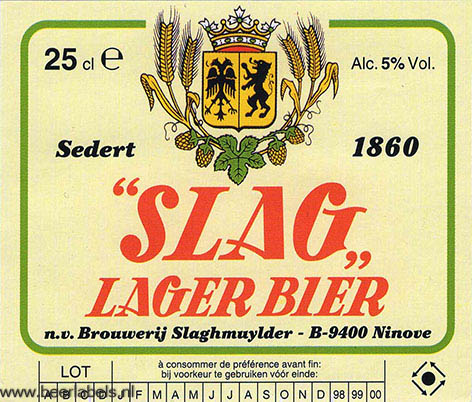 25 cl ℮ Alc. 5% Vol.
Sedert 1860
“SLAG„
LAGER BIER
n.v. Brouwerij Slaghmuylder - B-9400 Ninove
LOT
à consommer de préférence avant fin:
bij voorkeur te gebruiken vóór einde:
A B C D J F M A M J J A S O N D 98 99 00
www.beerlabels.nl